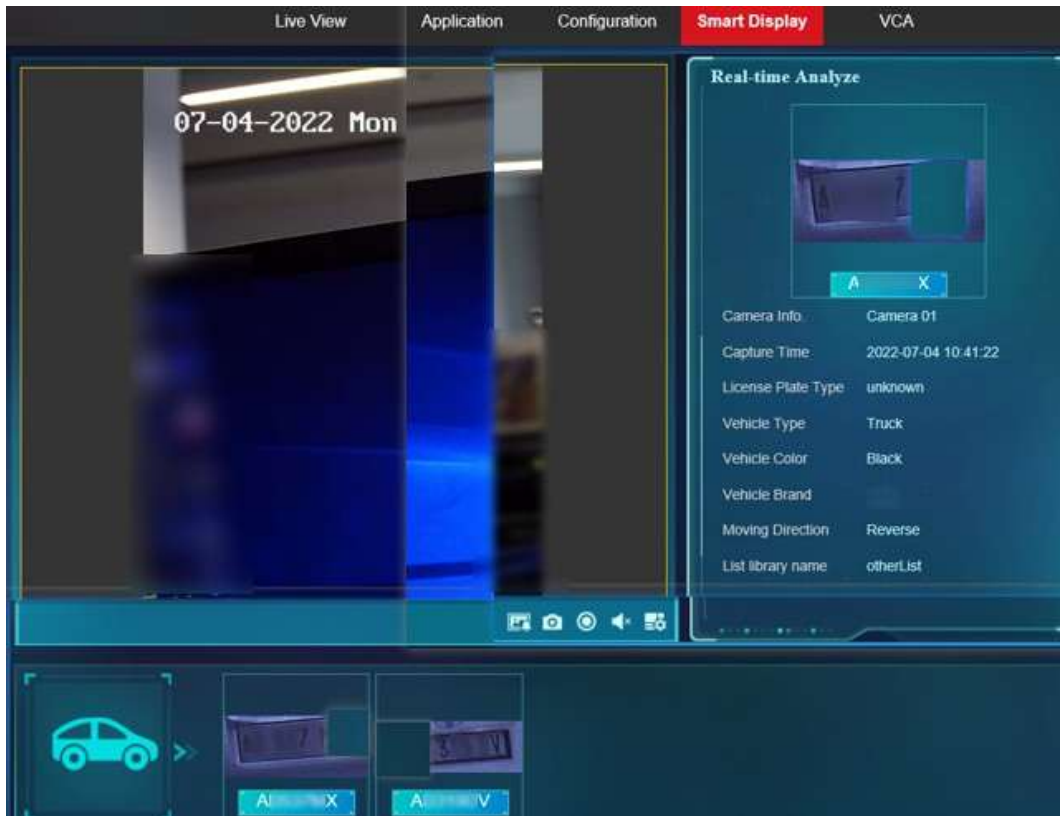 Live View Application Configuration Smart Display VCA
07-04-2022 Mon
Real-time Analyze
A X
Camera Info. Camera 01
Capture Time 2022-07-04 10:41:22
License Plate Type unknown
Vehicle Type Truck
Vehicle Color Black
Vehicle Brand
Moving Direction Reverse
List library name otherList
A X
A V